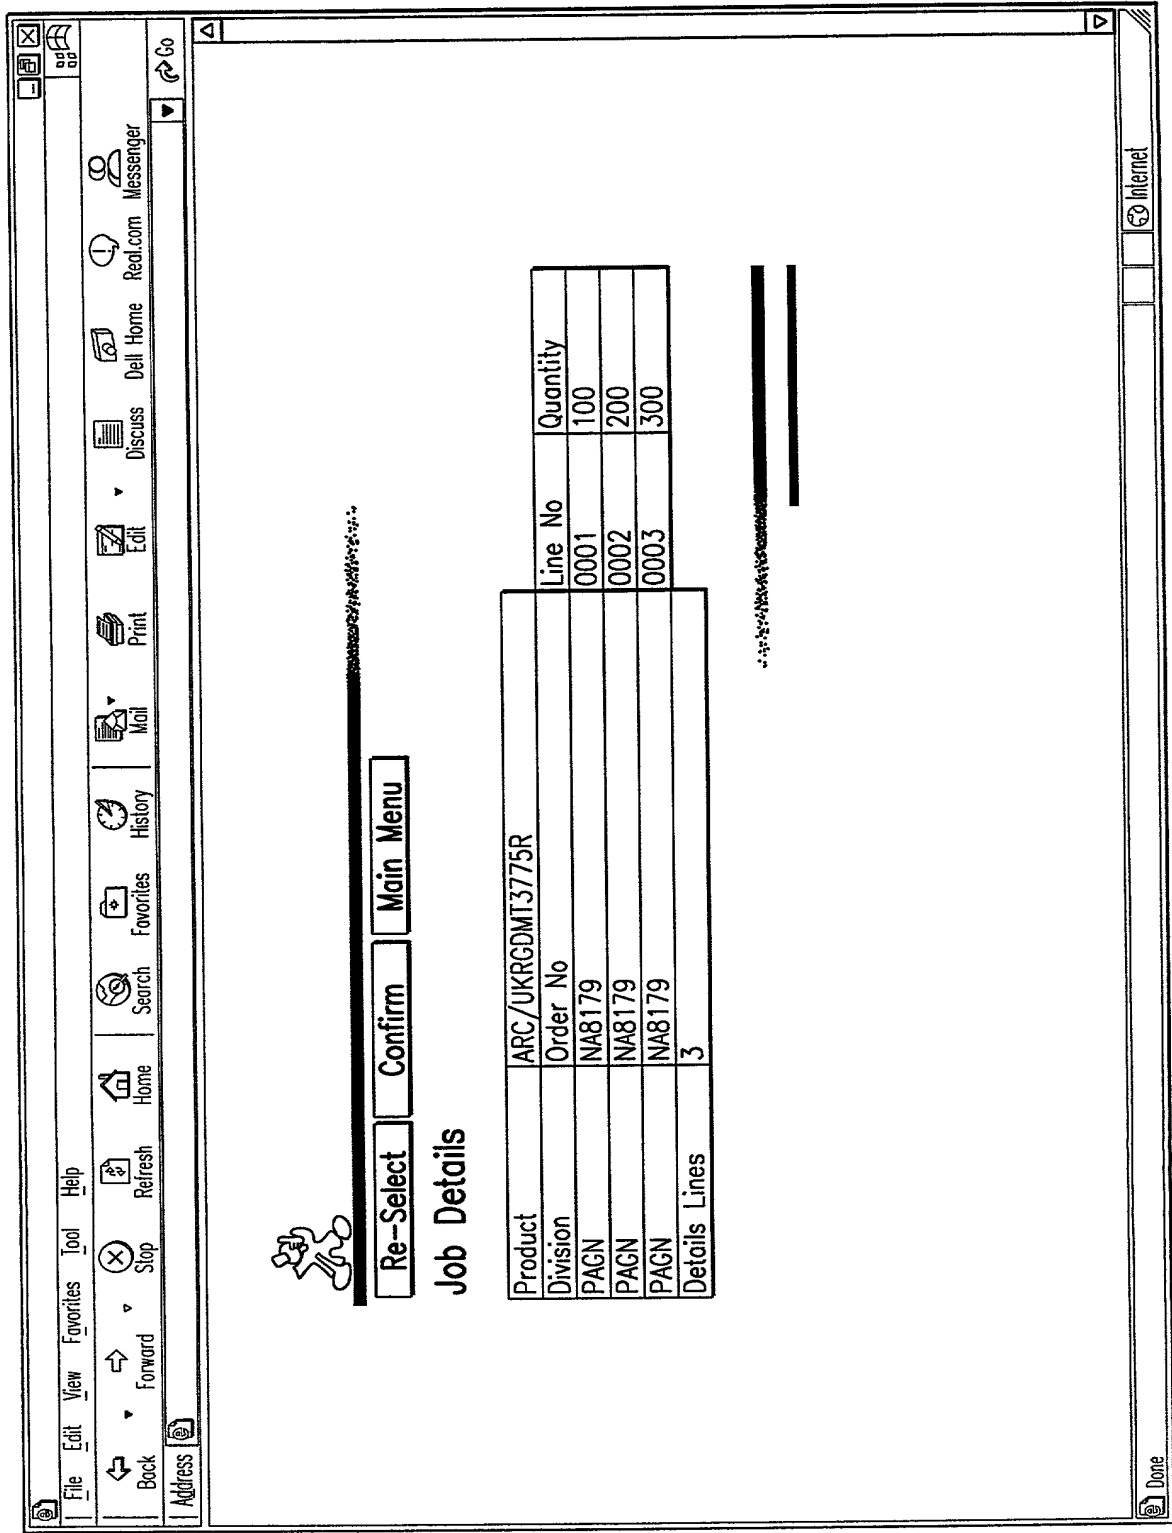 File Edit View Favorites Tool Help
Back Forward Stop Refresh Home Search Favorites History Mail Print Edit Discuss Dell Home Real.com Messenger
Address Go
Re-Select Confirm Main Menu
Job Details
Product ARC/UKRGDMT3775R
Division Order No Line No Quantity
PAGN NA8179 0001 100
PAGN NA8179 0002 200
PAGN NA8179 0003 300
Details Lines 3
Done Internet